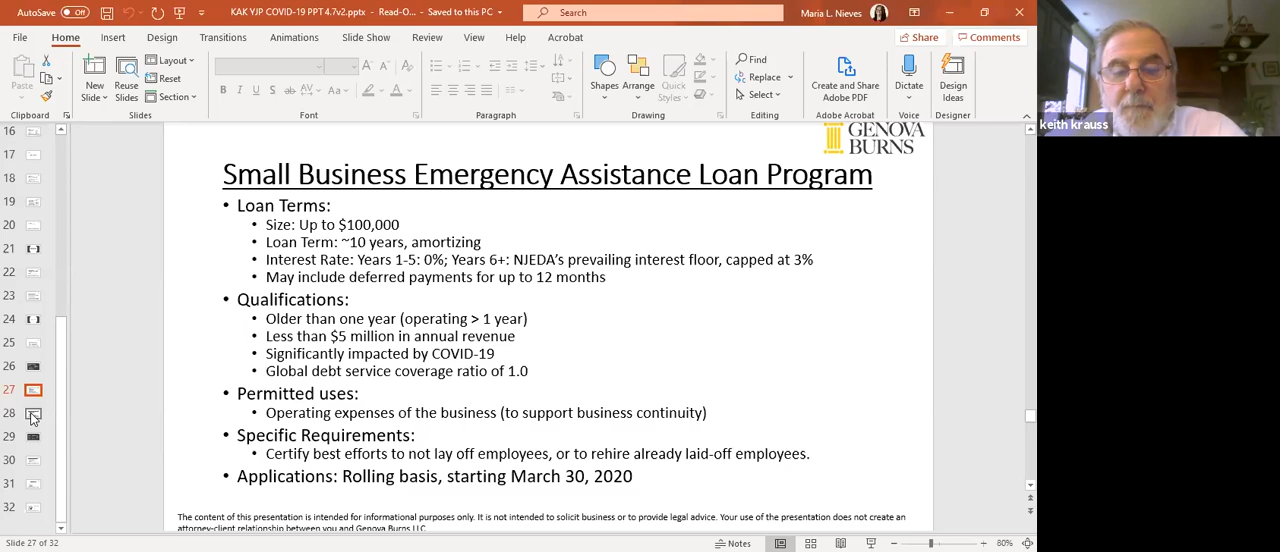 AutoSave Off KAK YJP COVID-19 PPT 4.7v2.pptx - Read-O... - Saved to this PC Search Maria L. Nieves
File Home Insert Design Transitions Animations Slide Show Review View Help Acrobat Share Comments
Paste New Slide Reuse Slides Layout Reset Section Shapes Arrange Quick Styles Find Replace Select Create and Share Adobe PDF Dictate Design Ideas
Clipboard Slides Font Paragraph Drawing Editing Adobe Acrobat Voice Designer
keith krauss
16
17
18
19
20
21
22
23
24
25
26
27
28
29
30
31
32
GENOVA
BURNS
Small Business Emergency Assistance Loan Program
• Loan Terms:
• Size: Up to $100,000
• Loan Term: ~10 years, amortizing
• Interest Rate: Years 1-5: 0%; Years 6+: NJEDA's prevailing interest floor, capped at 3%
• May include deferred payments for up to 12 months
• Qualifications:
• Older than one year (operating > 1 year)
• Less than $5 million in annual revenue
• Significantly impacted by COVID-19
• Global debt service coverage ratio of 1.0
• Permitted uses:
• Operating expenses of the business (to support business continuity)
• Specific Requirements:
• Certify best efforts to not lay off employees, or to rehire already laid-off employees.
• Applications: Rolling basis, starting March 30, 2020
The content of this presentation is intended for informational purposes only. It is not intended to solicit business or to provide legal advice. Your use of the presentation does not create an
attorney-client relationship between you and Genova Burns LLC.
Slide 27 of 32 Notes 80%